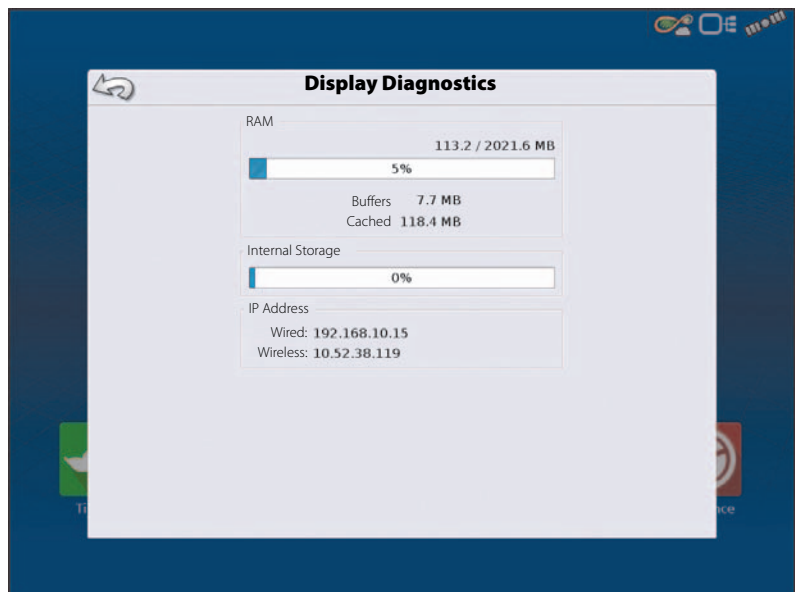 Display Diagnostics
RAM
113.2 / 2021.6 MB
5%
Buffers 7.7 MB
Cached 118.4 MB
Internal Storage
0%
IP Address
Wired: 192.168.10.15
Wireless: 10.52.38.119